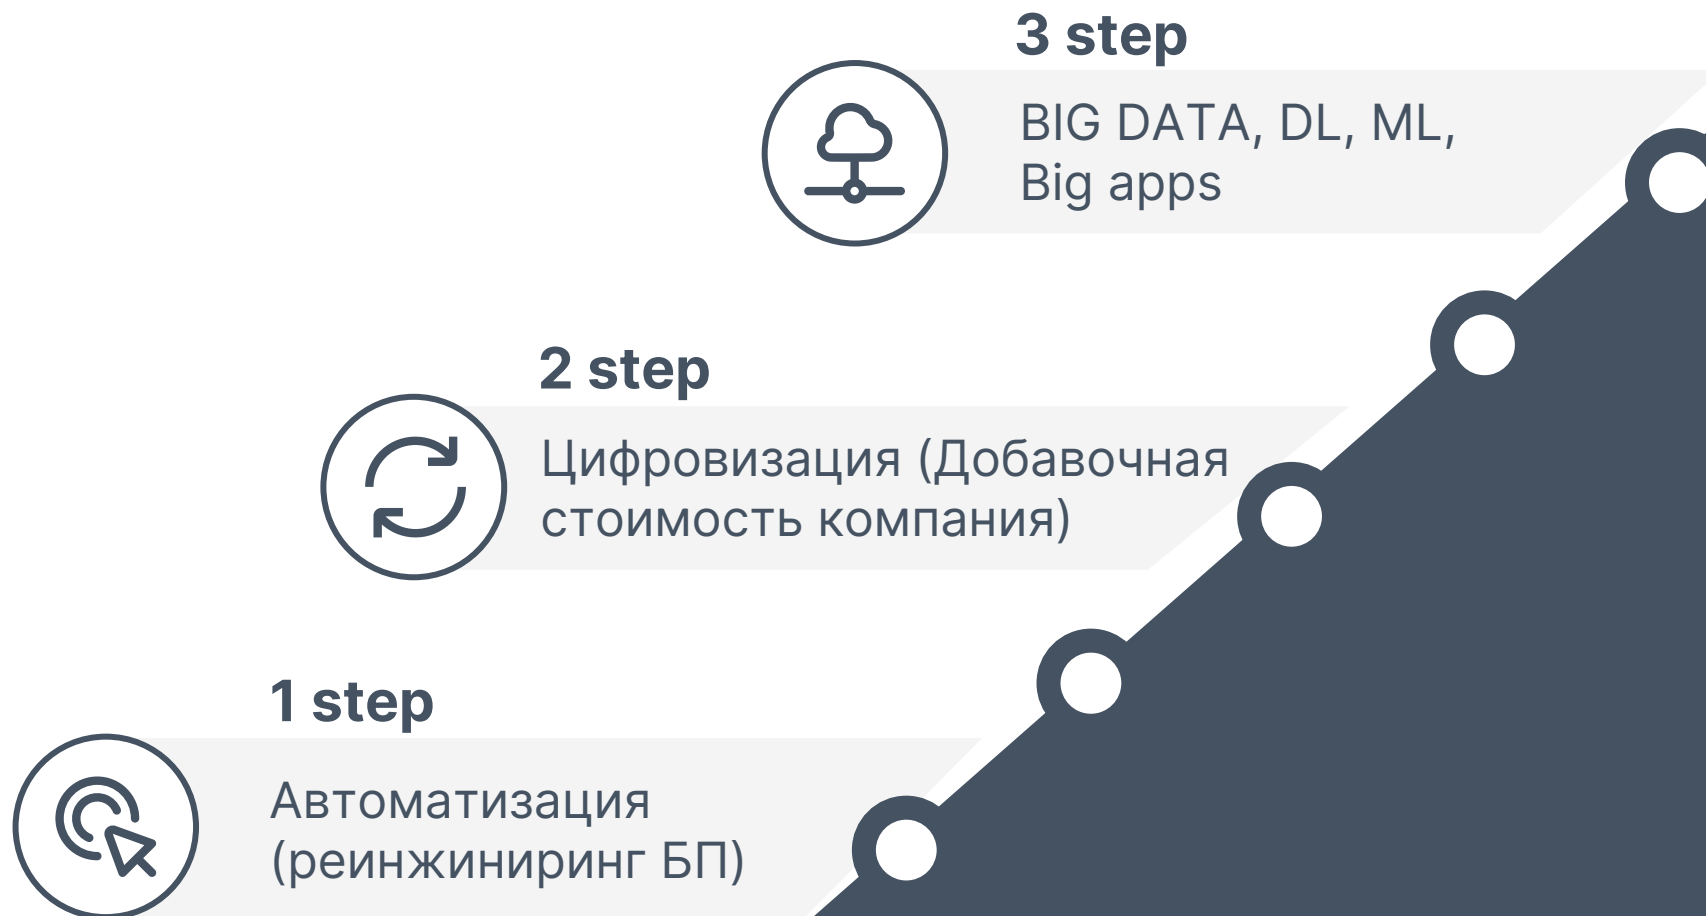 3 step
BIG DATA, DL, ML,
Big apps
2 step
Цифровизация (Добавочная
стоимость компания)
1 step
Автоматизация
(реинжиниринг БП)